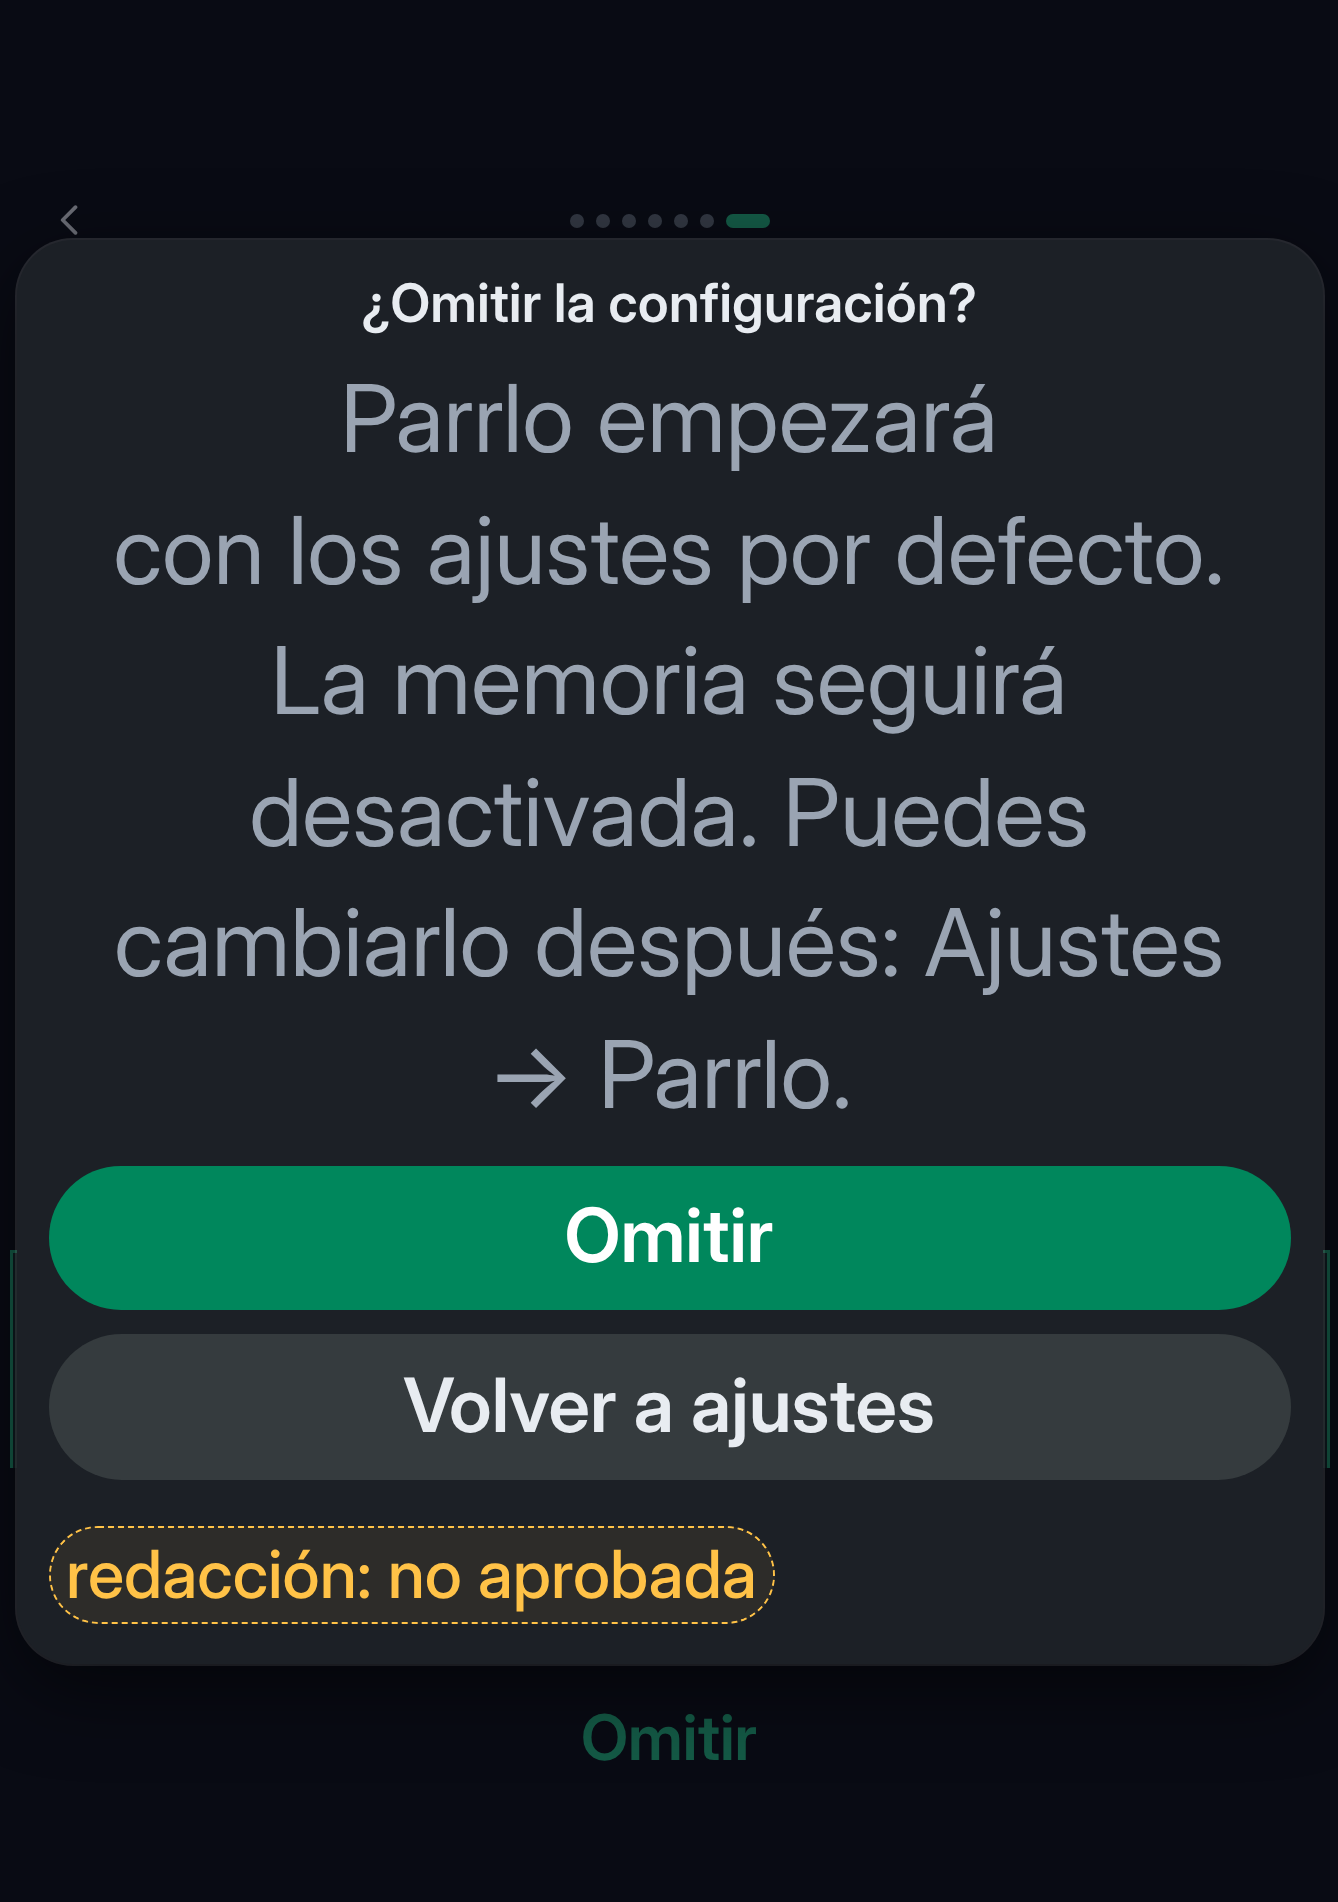 ¿Omitir la configuración?
Parrlo empezará
con los ajustes por defecto.
La memoria seguirá
desactivada. Puedes
cambiarlo después: Ajustes
→ Parrlo.
Omitir
Volver a ajustes
redacción: no aprobada
Omitir